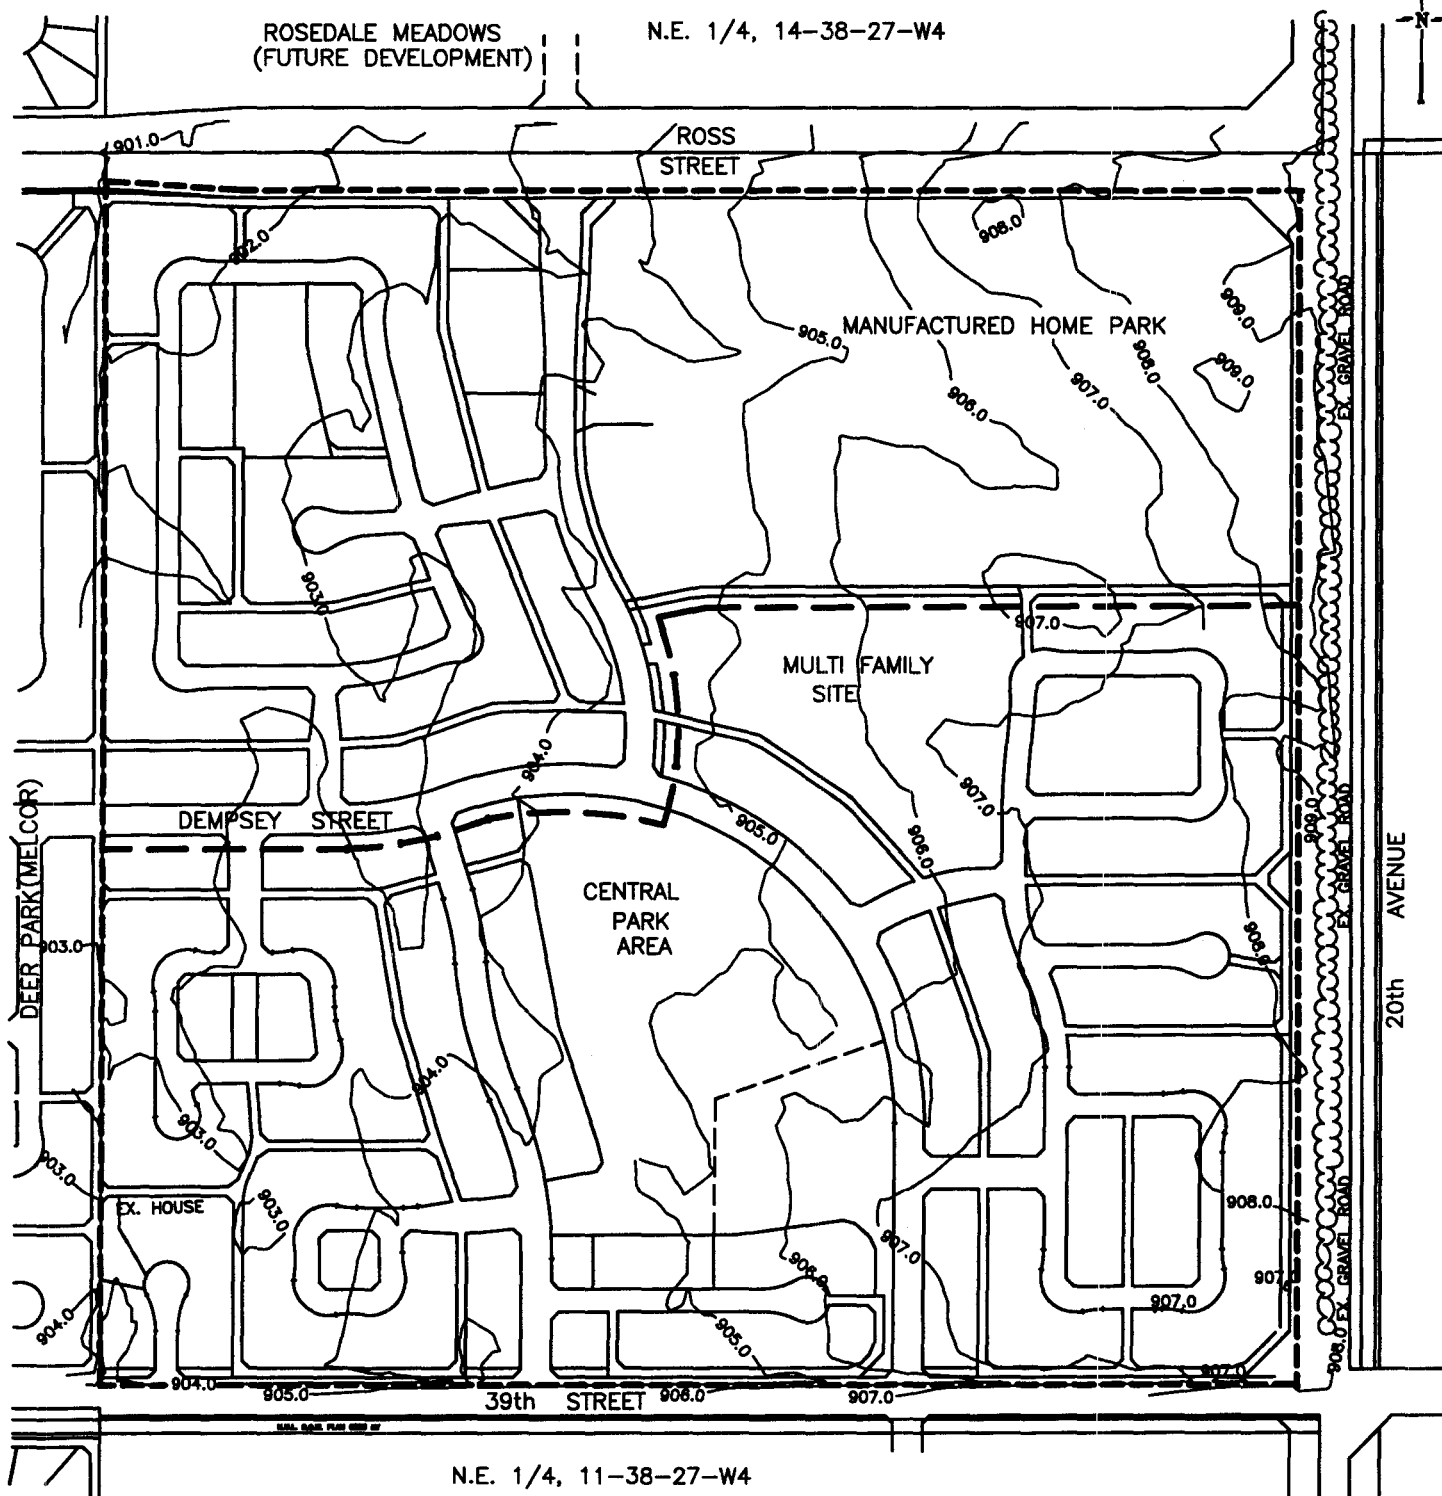 ROSEDALE MEADOWS
(FUTURE DEVELOPMENT)
N.E. 1/4, 14-38-27-W4
N
901.0
ROSS
STREET
902.0
908.0
909.0
EX. GRAVEL ROAD
905.0
MANUFACTURED HOME PARK
908.0
909.0
907.0
906.0
903.0
907.0
MULTI FAMILY
SITE
904.0
907.0
909.0
EX. GRAVEL ROAD
DEER PARK (MELCOR)
DEMPSEY STREET
905.0
906.0
20th AVENUE
CENTRAL
PARK
AREA
903.0
908.0
904.0
903.0
903.0
EX. HOUSE
903.0
908.0
EX. GRAVEL ROAD
907.0
906.0
907.0
907.0
904.0
905.0
908.0
907.0
904.0
905.0
39th STREET
906.0
907.0
N.E. 1/4, 11-38-27-W4